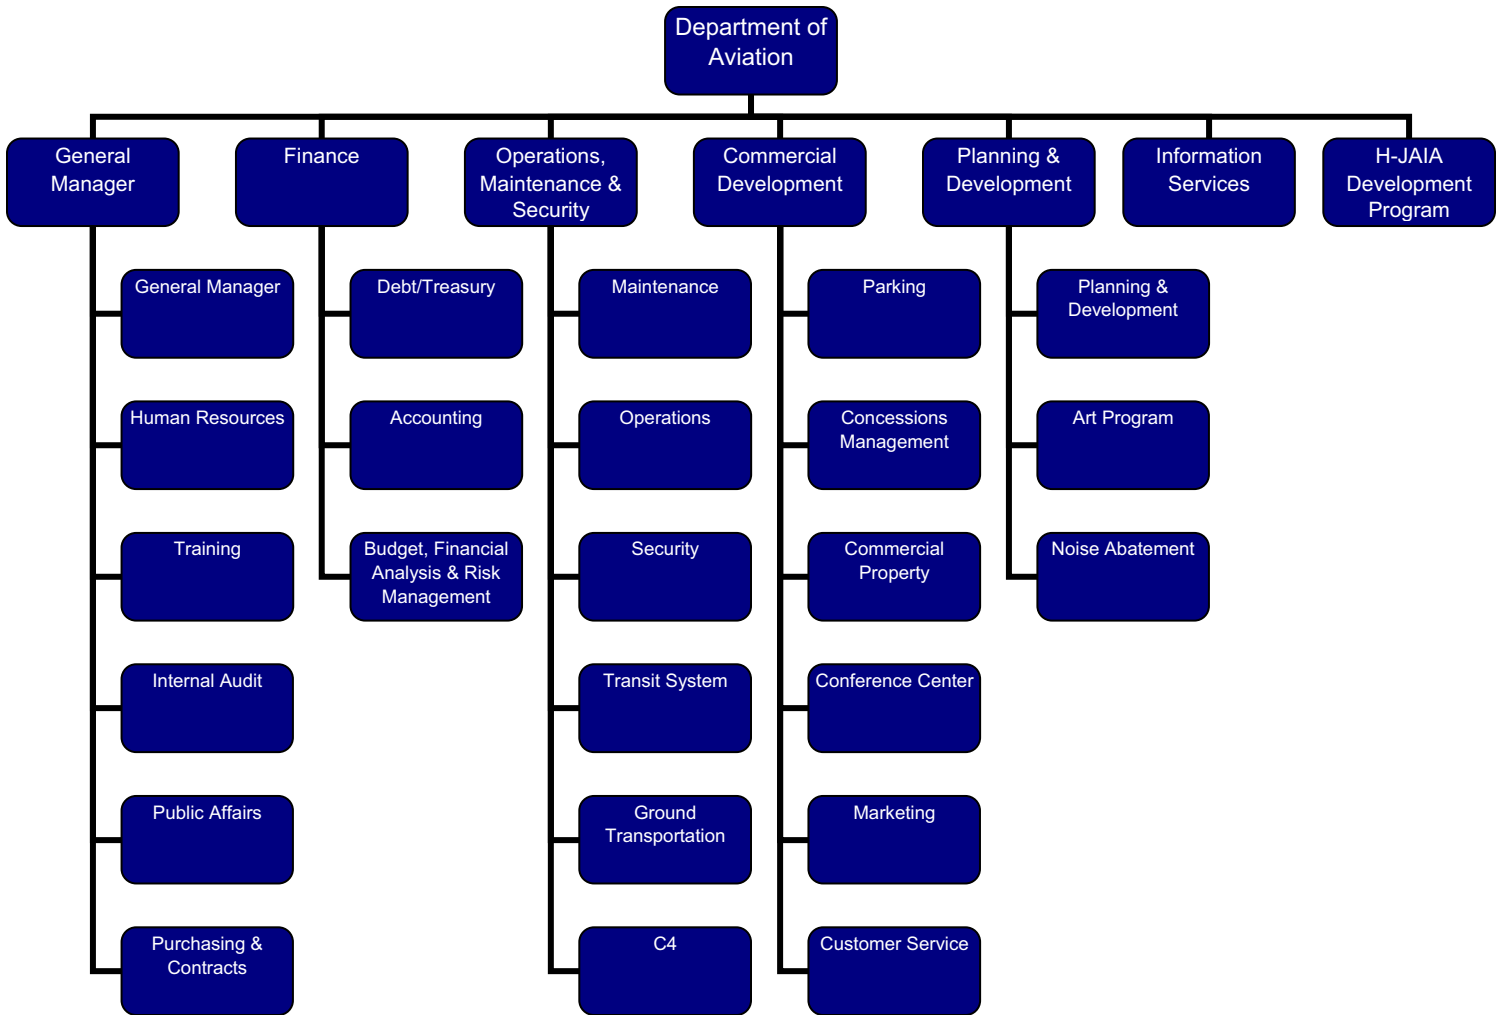 Department of
Aviation
General
Manager
Finance
Operations,
Maintenance &
Security
Commercial
Development
Planning &
Development
Information
Services
H-JAIA
Development
Program
General Manager
Debt/Treasury
Maintenance
Parking
Planning &
Development
Human Resources
Accounting
Operations
Concessions
Management
Art Program
Training
Budget, Financial
Analysis & Risk
Management
Security
Commercial
Property
Noise Abatement
Internal Audit
Transit System
Conference Center
Public Affairs
Ground
Transportation
Marketing
Purchasing &
Contracts
C4
Customer Service